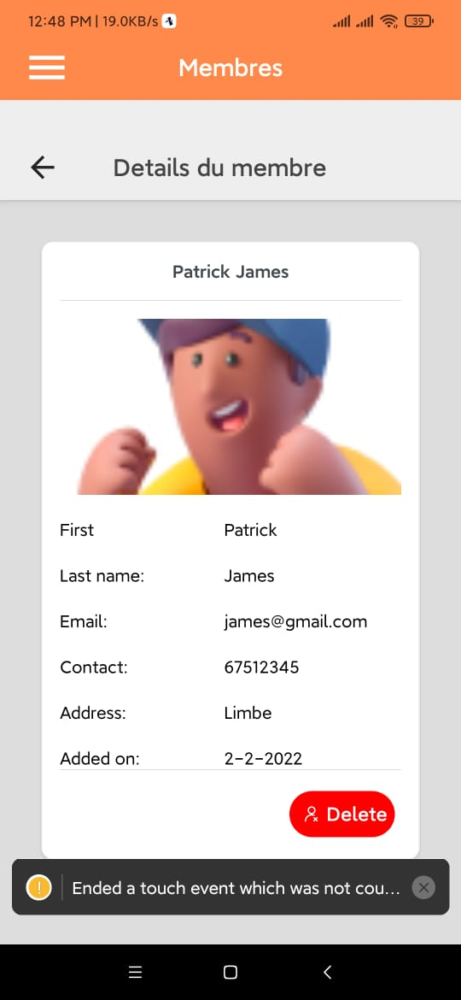 12:48 PM | 19.0KB/s
39
Membres
Details du membre
Patrick James
First Patrick
Last name: James
Email: james@gmail.com
Contact: 67512345
Address: Limbe
Added on: 2-2-2022
Delete
Ended a touch event which was not cou...